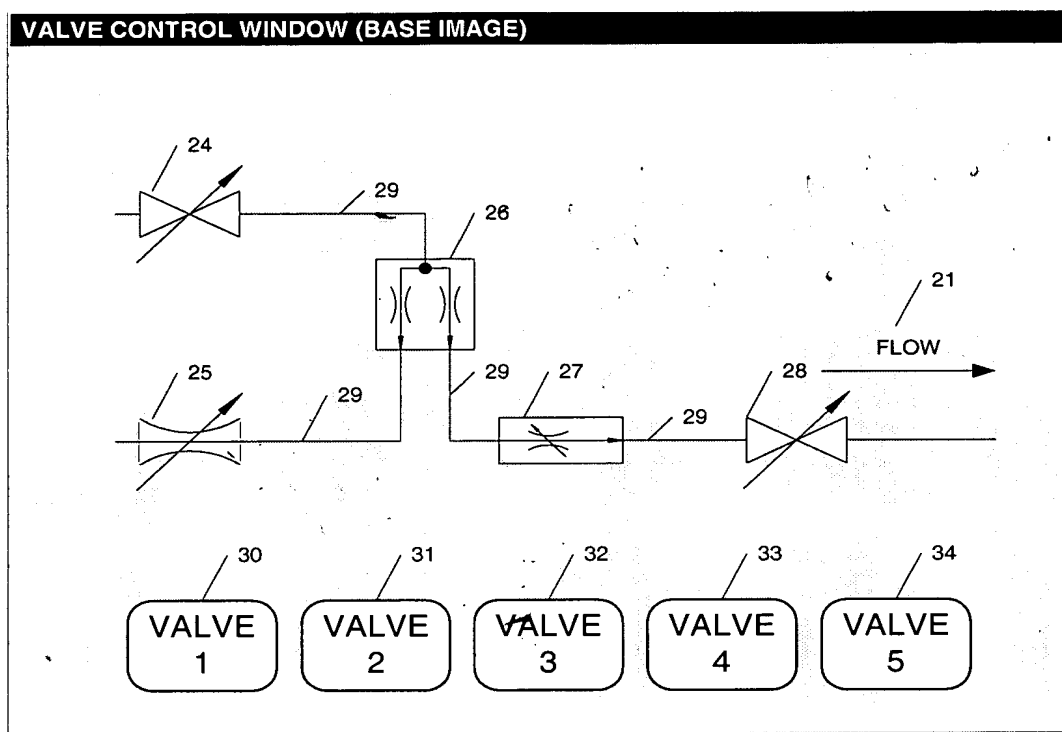 VALVE CONTROL WINDOW (BASE IMAGE)
24
29
26
21
FLOW
25
29
29
27
29
28
30
31
32
33
34
VALVE
1
VALVE
2
VALVE
3
VALVE
4
VALVE
5